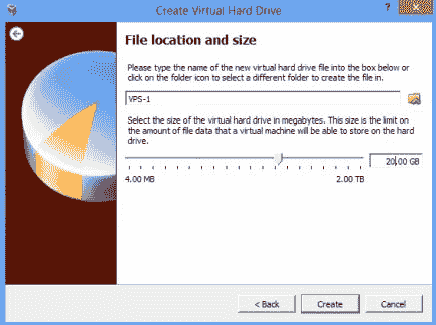 Create Virtual Hard Drive
File location and size
Please type the name of the new virtual hard drive file into the box below or
click on the folder icon to select a different folder to create the file in.
VPS-1
Select the size of the virtual hard drive in megabytes. This size is the limit on
the amount of file data that a virtual machine will be able to store on the hard
drive.
20.00 GB
4.00 MB 2.00 TB
< Back Create Cancel